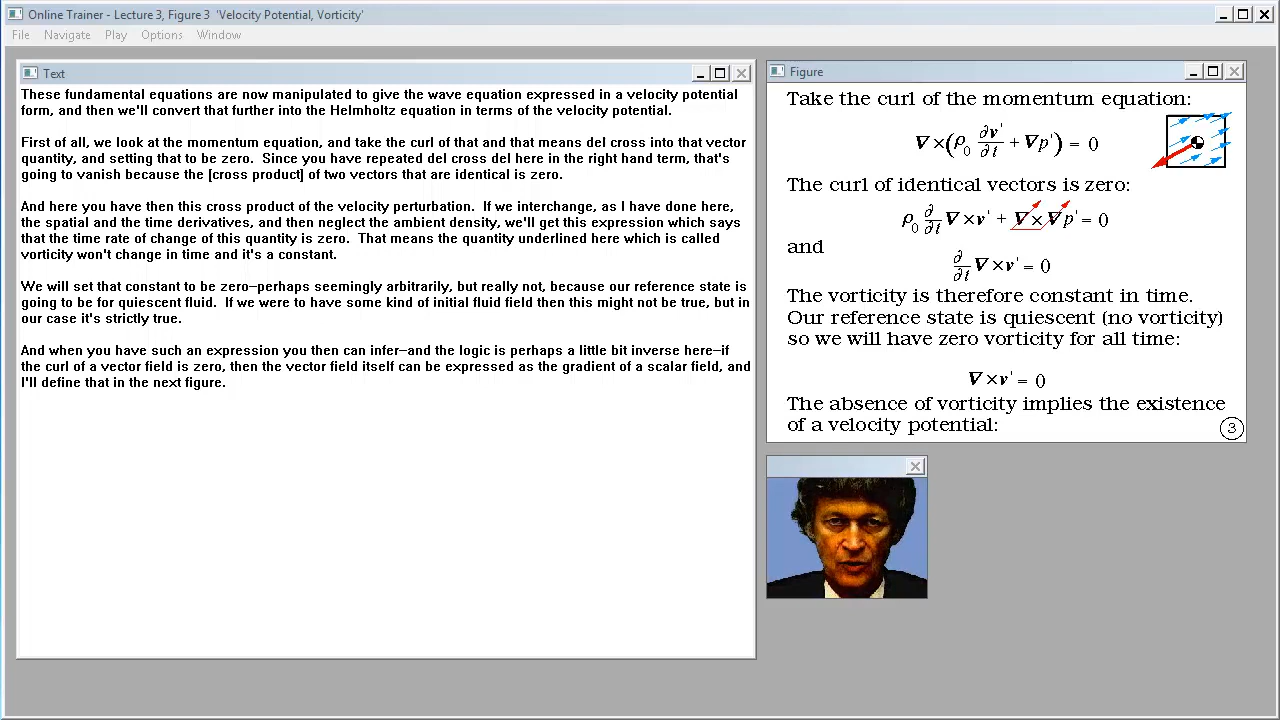 Online Trainer - Lecture 3, Figure 3  'Velocity Potential, Vorticity'
File Navigate Play Options Window
Text
These fundamental equations are now manipulated to give the wave equation expressed in a velocity potential
form, and then we'll convert that further into the Helmholtz equation in terms of the velocity potential.
First of all, we look at the momentum equation, and take the curl of that and that means del cross into that vector
quantity, and setting that to be zero.  Since you have repeated del cross del here in the right hand term, that's
going to vanish because the [cross product] of two vectors that are identical is zero.
And here you have then this cross product of the velocity perturbation.  If we interchange, as I have done here,
the spatial and the time derivatives, and then neglect the ambient density, we'll get this expression which says
that the time rate of change of this quantity is zero.  That means the quantity underlined here which is called
vorticity won't change in time and it's a constant.
We will set that constant to be zero–perhaps seemingly arbitrarily, but really not, because our reference state is
going to be for quiescent fluid.  If we were to have some kind of initial fluid field then this might not be true, but in
our case it's strictly true.
And when you have such an expression you then can infer–and the logic is perhaps a little bit inverse here–if
the curl of a vector field is zero, then the vector field itself can be expressed as the gradient of a scalar field, and
I'll define that in the next figure.
Figure
Take the curl of the momentum equation:
∇×(ρ₀ ∂v'/∂t + ∇p') = 0
The curl of identical vectors is zero:
ρ₀ ∂/∂t ∇×v' + ∇×∇p' = 0
and
∂/∂t ∇×v' = 0
The vorticity is therefore constant in time.
Our reference state is quiescent (no vorticity)
so we will have zero vorticity for all time:
∇×v' = 0
The absence of vorticity implies the existence
of a velocity potential:
3